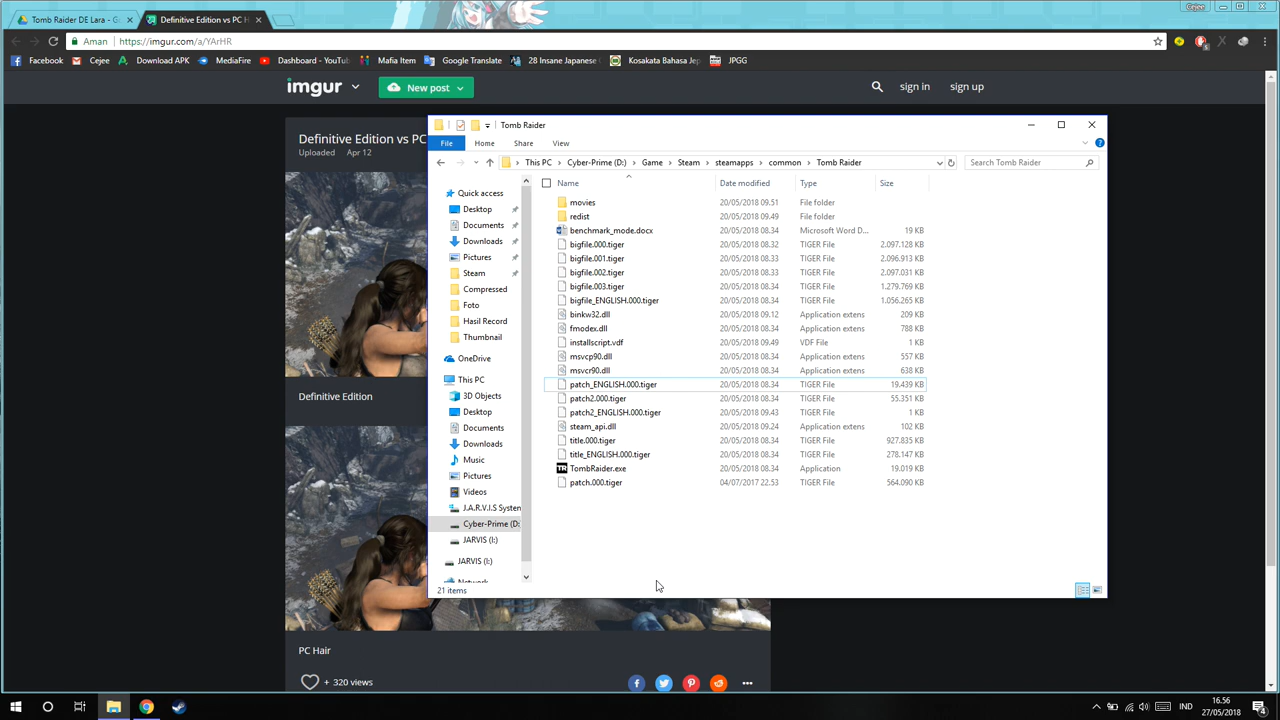 Tomb Raider DE Lara - G
Definitive Edition vs PC H
Cejee
Aman
https://imgur.com/a/YArHR
Facebook
Cejee
Download APK
MediaFire
Dashboard - YouTu
Mafia Item
Google Translate
28 Insane Japanese
Kosakata Bahasa Jep
JPGG
imgur
New post
sign in
sign up
Definitive Edition vs PC
Uploaded Apr 12
Definitive Edition
PC Hair
+ 320 views
Tomb Raider
File
Home
Share
View
This PC
Cyber-Prime (D:)
Game
Steam
steamapps
common
Tomb Raider
Search Tomb Raider
Name
Date modified
Type
Size
Quick access
Desktop
Documents
Downloads
Pictures
Steam
Compressed
Foto
Hasil Record
Thumbnail
OneDrive
This PC
3D Objects
Desktop
Documents
Downloads
Music
Pictures
Videos
J.A.R.V.I.S System
Cyber-Prime (D:
JARVIS (I:)
JARVIS (I:)
Network
movies 20/05/2018 09.51 File folder
redist 20/05/2018 09.49 File folder
benchmark_mode.docx 20/05/2018 08.34 Microsoft Word D... 19 KB
bigfile.000.tiger 20/05/2018 08.32 TIGER File 2.097.128 KB
bigfile.001.tiger 20/05/2018 08.33 TIGER File 2.096.913 KB
bigfile.002.tiger 20/05/2018 08.33 TIGER File 2.097.031 KB
bigfile.003.tiger 20/05/2018 08.34 TIGER File 1.279.769 KB
bigfile_ENGLISH.000.tiger 20/05/2018 08.34 TIGER File 1.056.265 KB
binkw32.dll 20/05/2018 09.12 Application extens 209 KB
fmodex.dll 20/05/2018 08.34 Application extens 788 KB
installscript.vdf 20/05/2018 09.49 VDF File 1 KB
msvcp90.dll 20/05/2018 08.34 Application extens 557 KB
msvcr90.dll 20/05/2018 08.34 Application extens 638 KB
patch_ENGLISH.000.tiger 20/05/2018 08.34 TIGER File 19.439 KB
patch2.000.tiger 20/05/2018 08.34 TIGER File 55.351 KB
patch2_ENGLISH.000.tiger 20/05/2018 09.43 TIGER File 1 KB
steam_api.dll 20/05/2018 09.24 Application extens 102 KB
title.000.tiger 20/05/2018 08.34 TIGER File 927.835 KB
title_ENGLISH.000.tiger 20/05/2018 08.34 TIGER File 278.147 KB
TombRaider.exe 20/05/2018 08.34 Application 19.019 KB
patch.000.tiger 04/07/2017 22.53 TIGER File 564.090 KB
21 items
IND
16.56
27/05/2018
4